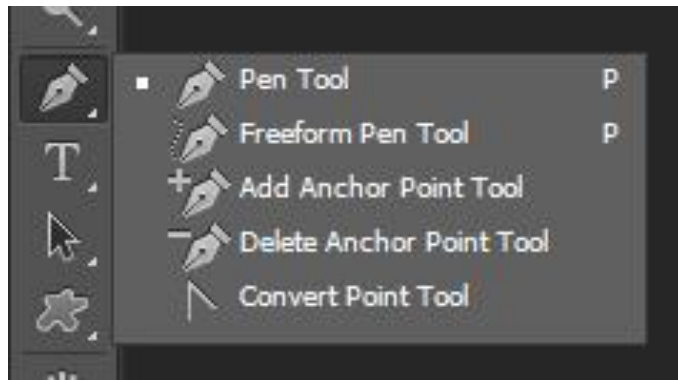 Pen Tool P
Freeform Pen Tool P
Add Anchor Point Tool
Delete Anchor Point Tool
Convert Point Tool
T